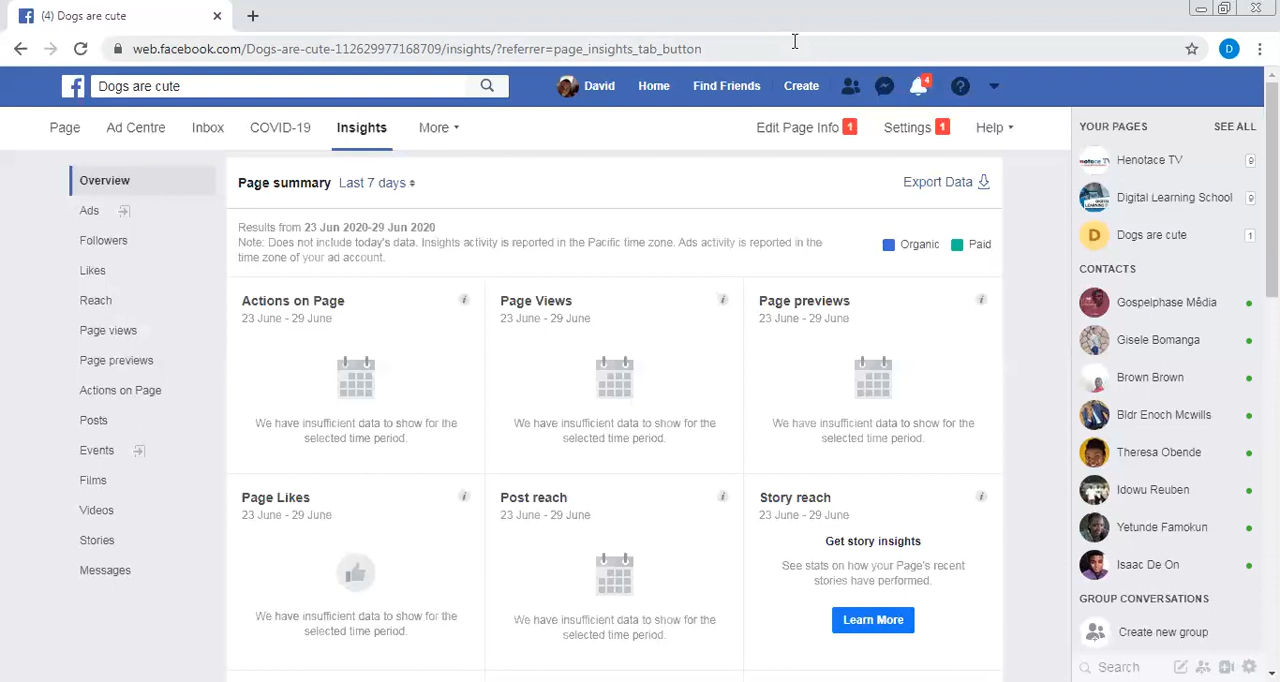 (4) Dogs are cute
web.facebook.com/Dogs-are-cute-112629977168709/insights/?referrer=page_insights_tab_button
D
Dogs are cute
David
Home
Find Friends
Create
4
Page
Ad Centre
Inbox
COVID-19
Insights
More
Edit Page Info 1
Settings 1
Help
YOUR PAGES
SEE ALL
Henotace TV 9
Digital Learning School 9
D
Dogs are cute 1
CONTACTS
Gospelphase Média
Gisele Bomanga
Brown Brown
Bldr Enoch Mcwills
Theresa Obende
Idowu Reuben
Yetunde Famokun
Isaac De On
GROUP CONVERSATIONS
Create new group
Search
Overview
Ads
Followers
Likes
Reach
Page views
Page previews
Actions on Page
Posts
Events
Films
Videos
Stories
Messages
Page summary Last 7 days
Export Data
Results from 23 Jun 2020-29 Jun 2020
Note: Does not include today's data. Insights activity is reported in the Pacific time zone. Ads activity is reported in the
time zone of your ad account.
Organic
Paid
Actions on Page
23 June - 29 June
We have insufficient data to show for the
selected time period.
Page Views
23 June - 29 June
We have insufficient data to show for the
selected time period.
Page previews
23 June - 29 June
We have insufficient data to show for the
selected time period.
Page Likes
23 June - 29 June
We have insufficient data to show for the
selected time period.
Post reach
23 June - 29 June
We have insufficient data to show for the
selected time period.
Story reach
23 June - 29 June
Get story insights
See stats on how your Page's recent
stories have performed.
Learn More